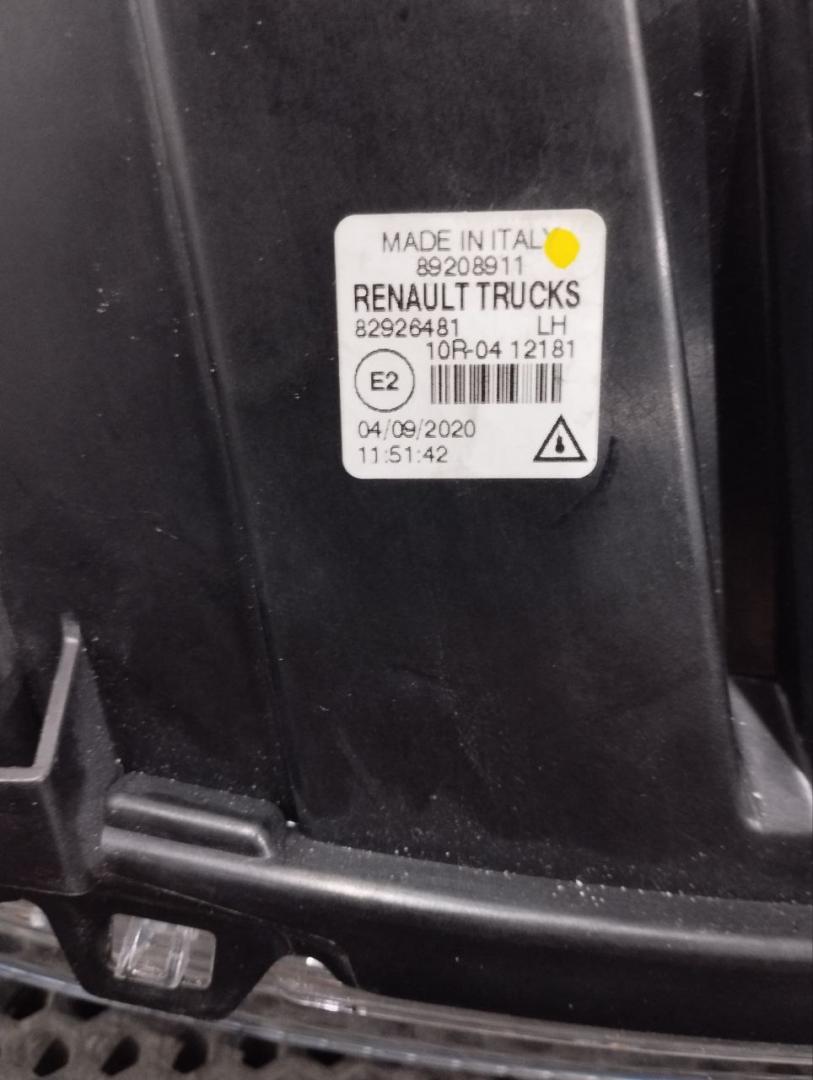 MADE IN ITALY
89208911
RENAULT TRUCKS
82926481 LH
10R-04 12181
E2
04/09/2020
11:51:42